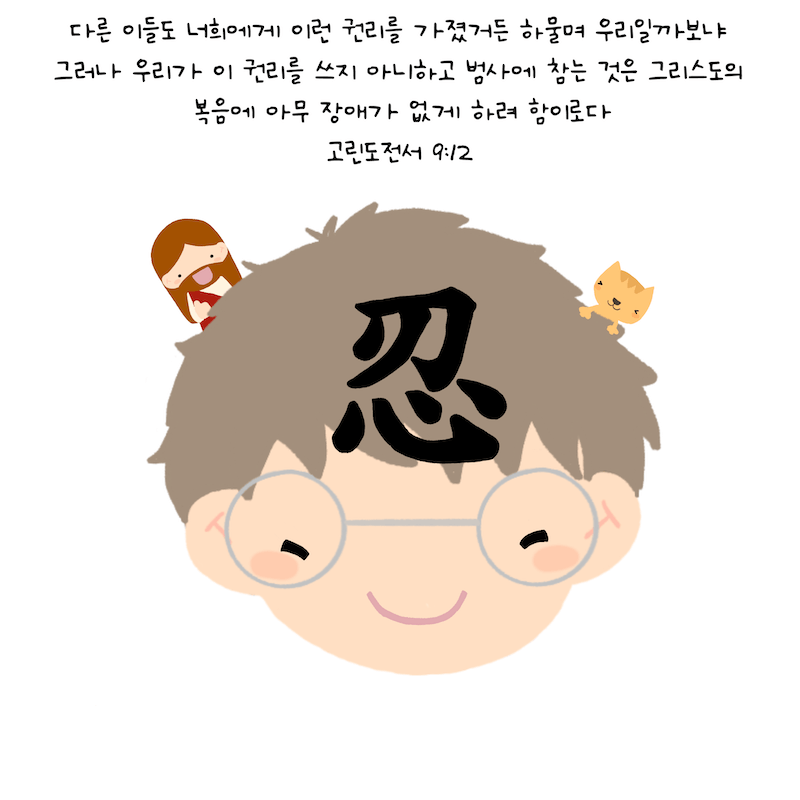 다른 이들도 너희에게 이런 권리를 가졌거든 하물며 우리일까보냐
그러나 우리가 이 권리를 쓰지 아니하고 범사에 참는 것은 그리스도의
복음에 아무 장애가 없게 하려 함이로다
고린도전서 9:12
忍